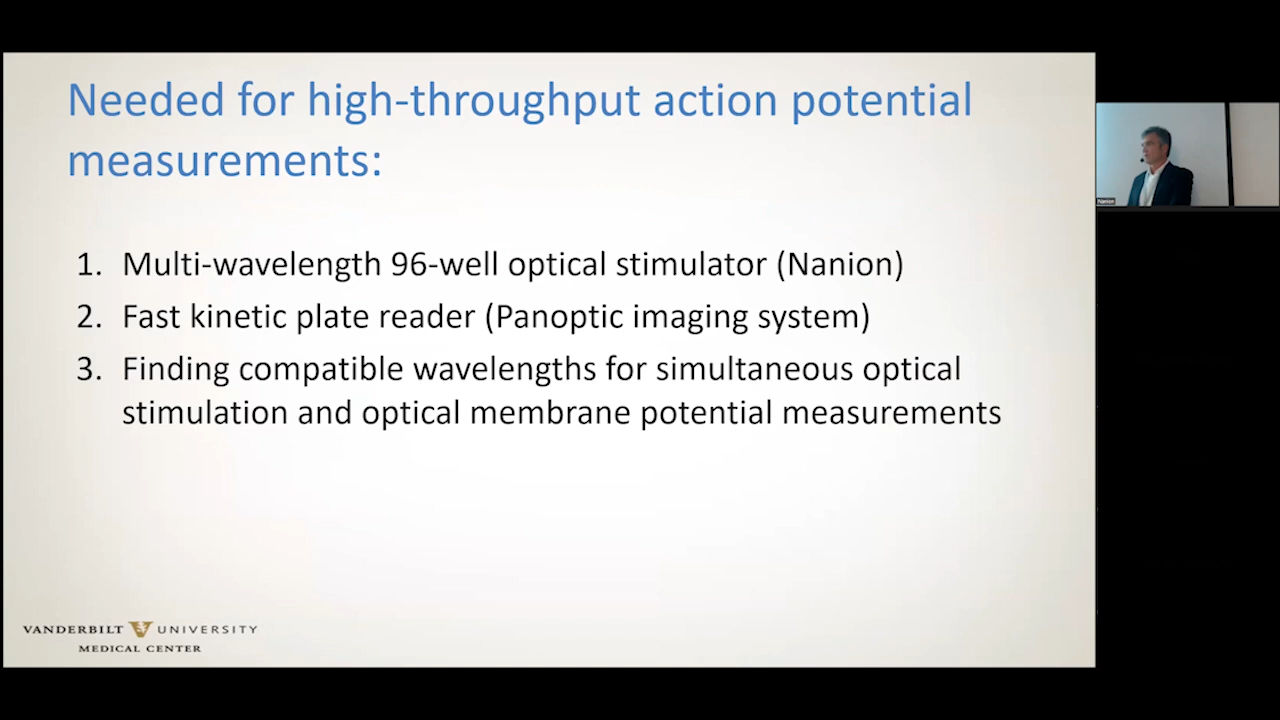 Needed for high-throughput action potential
measurements:
1. Multi-wavelength 96-well optical stimulator (Nanion)
2. Fast kinetic plate reader (Panoptic imaging system)
3. Finding compatible wavelengths for simultaneous optical
stimulation and optical membrane potential measurements
VANDERBILT UNIVERSITY
MEDICAL CENTER
Nanion